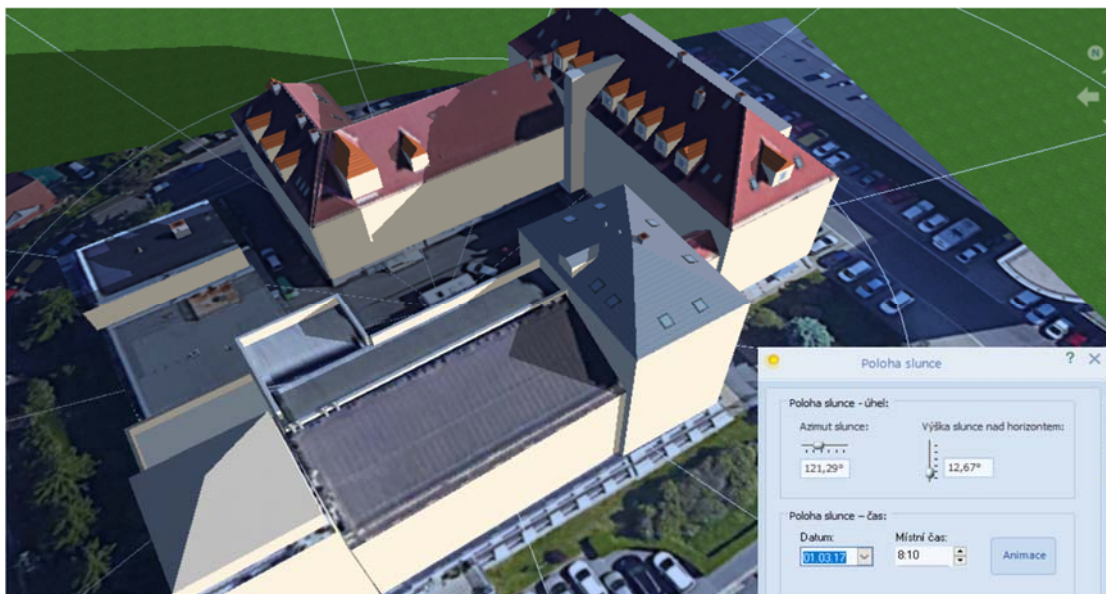 N
Poloha slunce
Poloha slunce - úhel:
Azimut slunce:
Výška slunce nad horizontem:
121,29°
12,67°
Poloha slunce – čas:
Datum:
Místní čas:
01.03.17
8:10
Animace